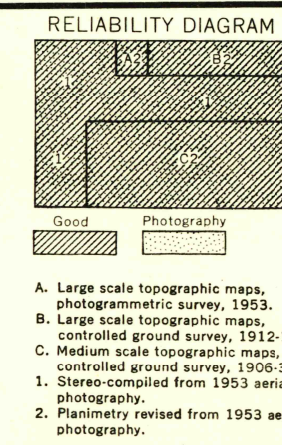 RELIABILITY DIAGRAM
A2 B2
1
1
1 C2
Good Photography
A. Large scale topographic maps,
photogrammetric survey, 1953.
B. Large scale topographic maps,
controlled ground survey, 1912-
C. Medium scale topographic maps,
controlled ground survey, 1906-3
1. Stereo-compiled from 1953 aeria
photography.
2. Planimetry revised from 1953 ae
photography.